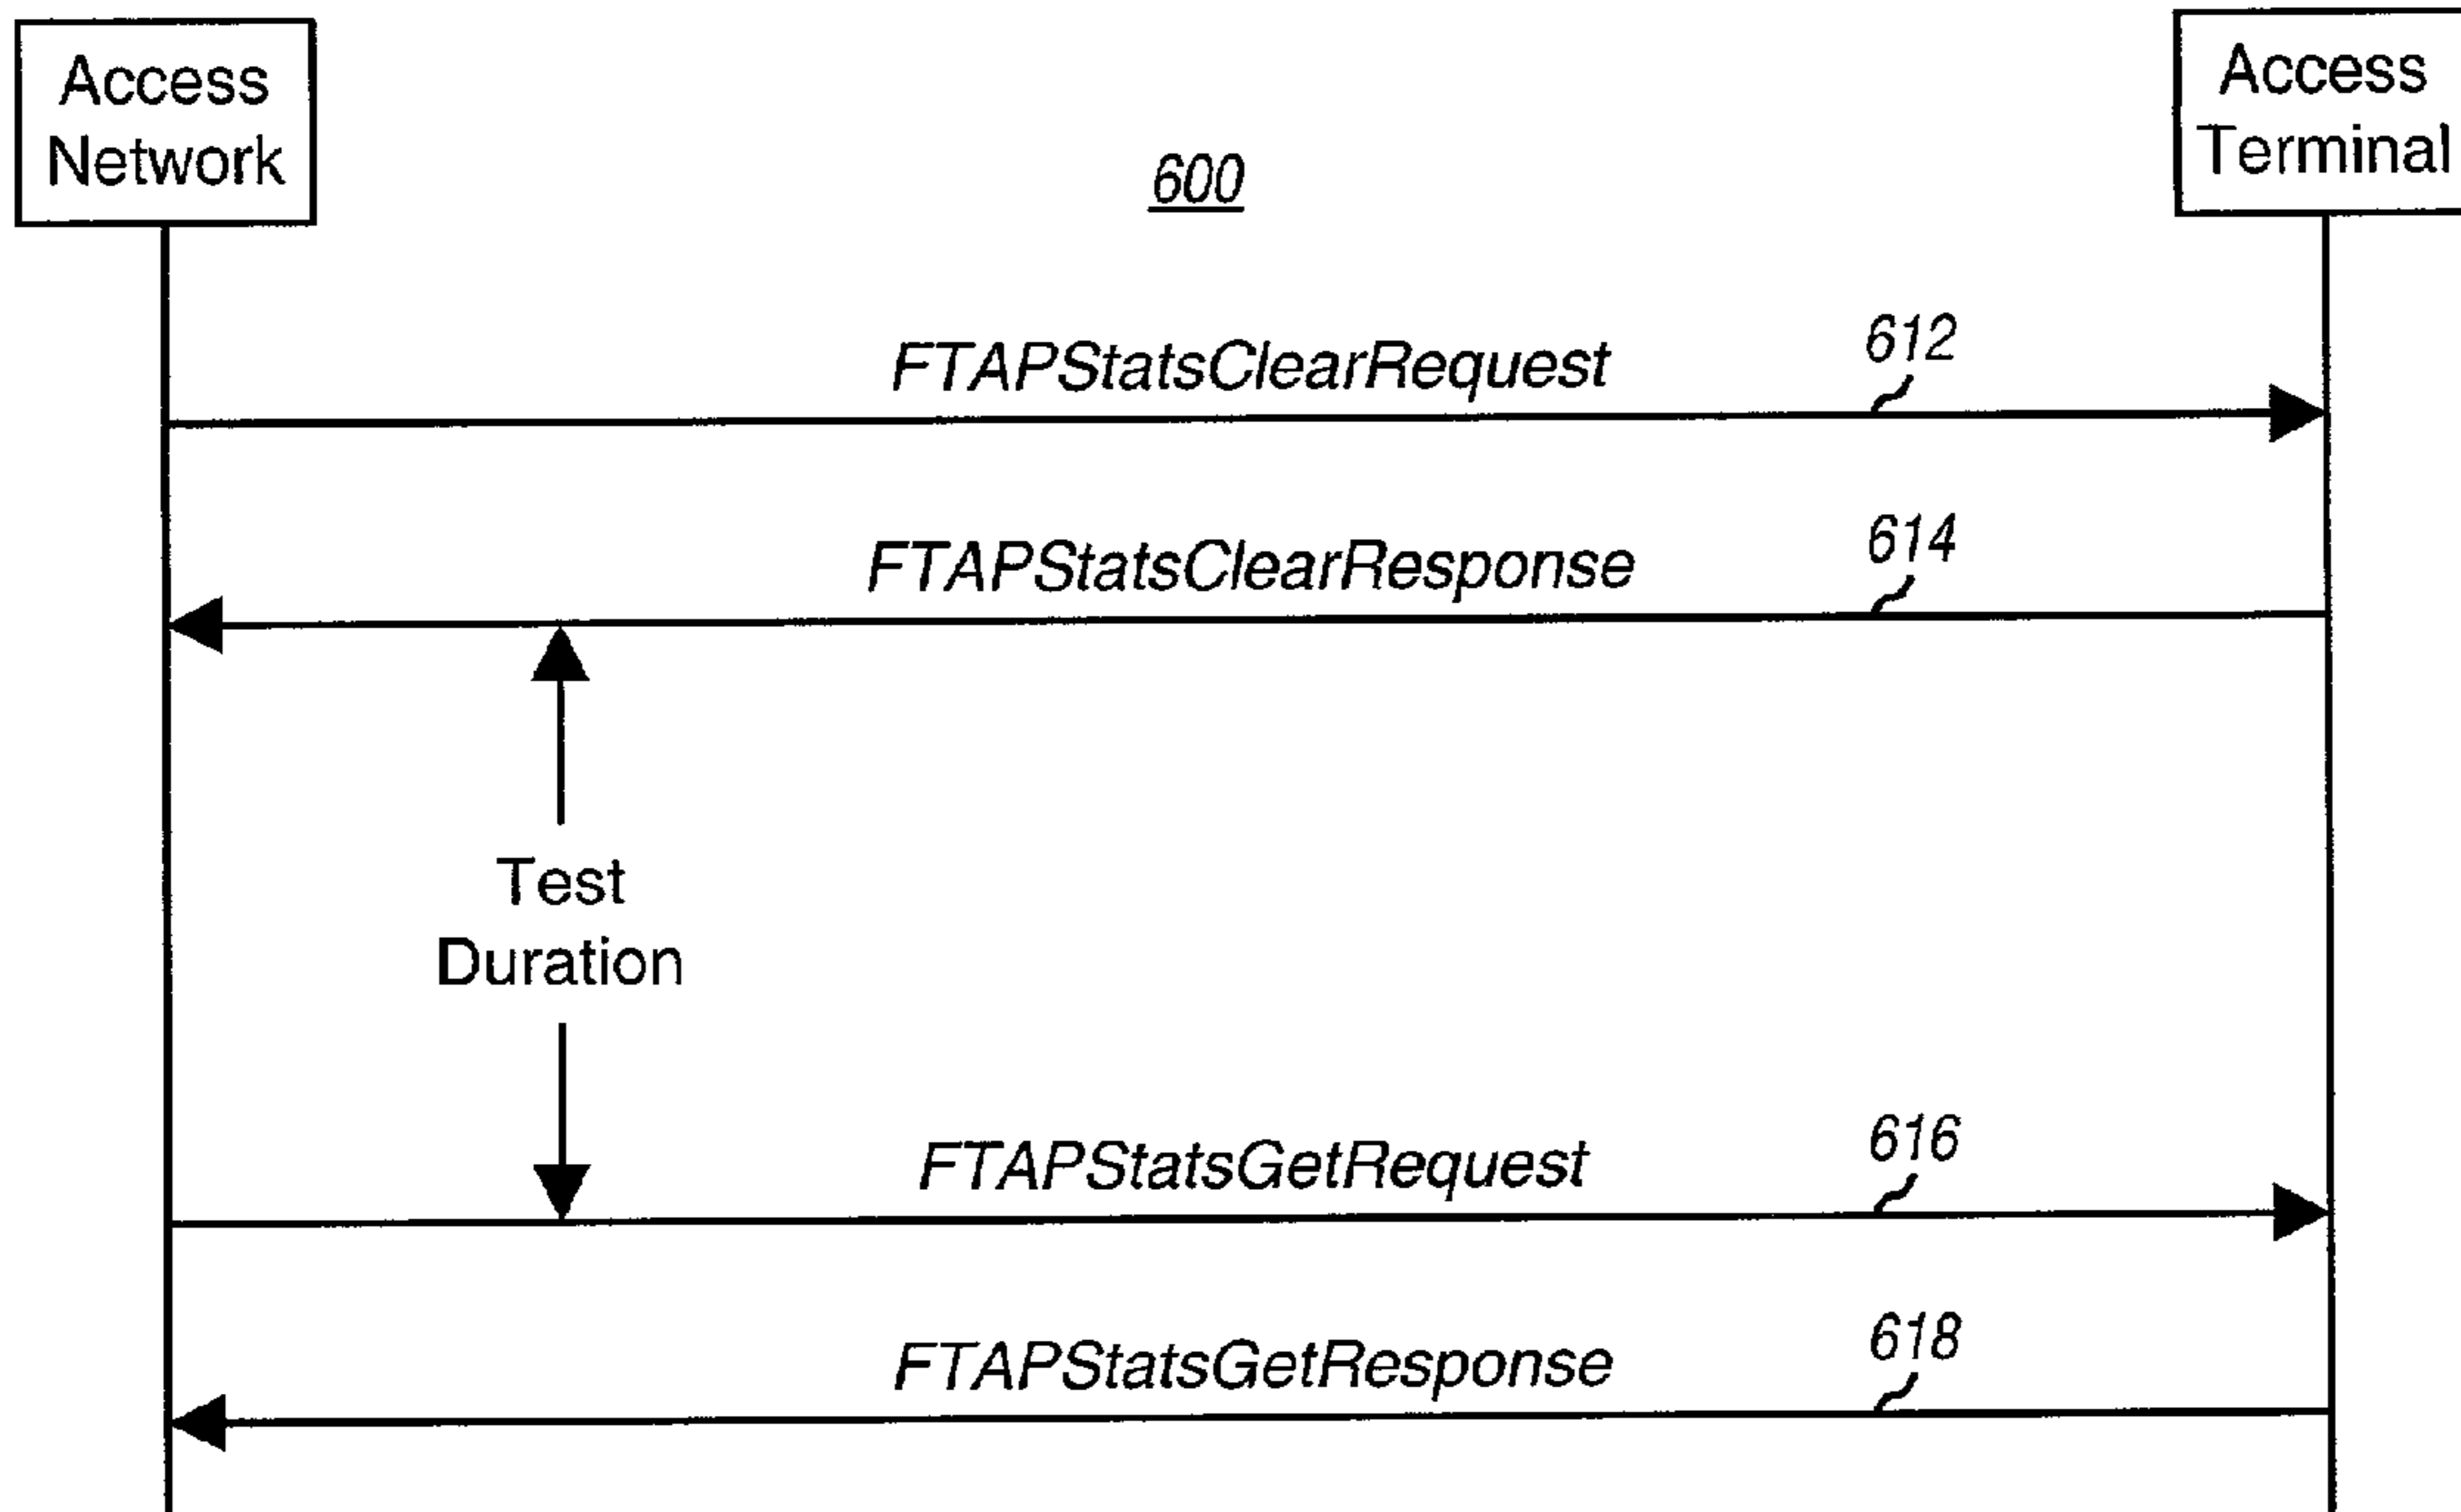 Access
Network
Access
Terminal
600
FTAPStatsClearRequest
612
FTAPStatsClearResponse
614
Test
Duration
FTAPStatsGetRequest
616
FTAPStatsGetResponse
618